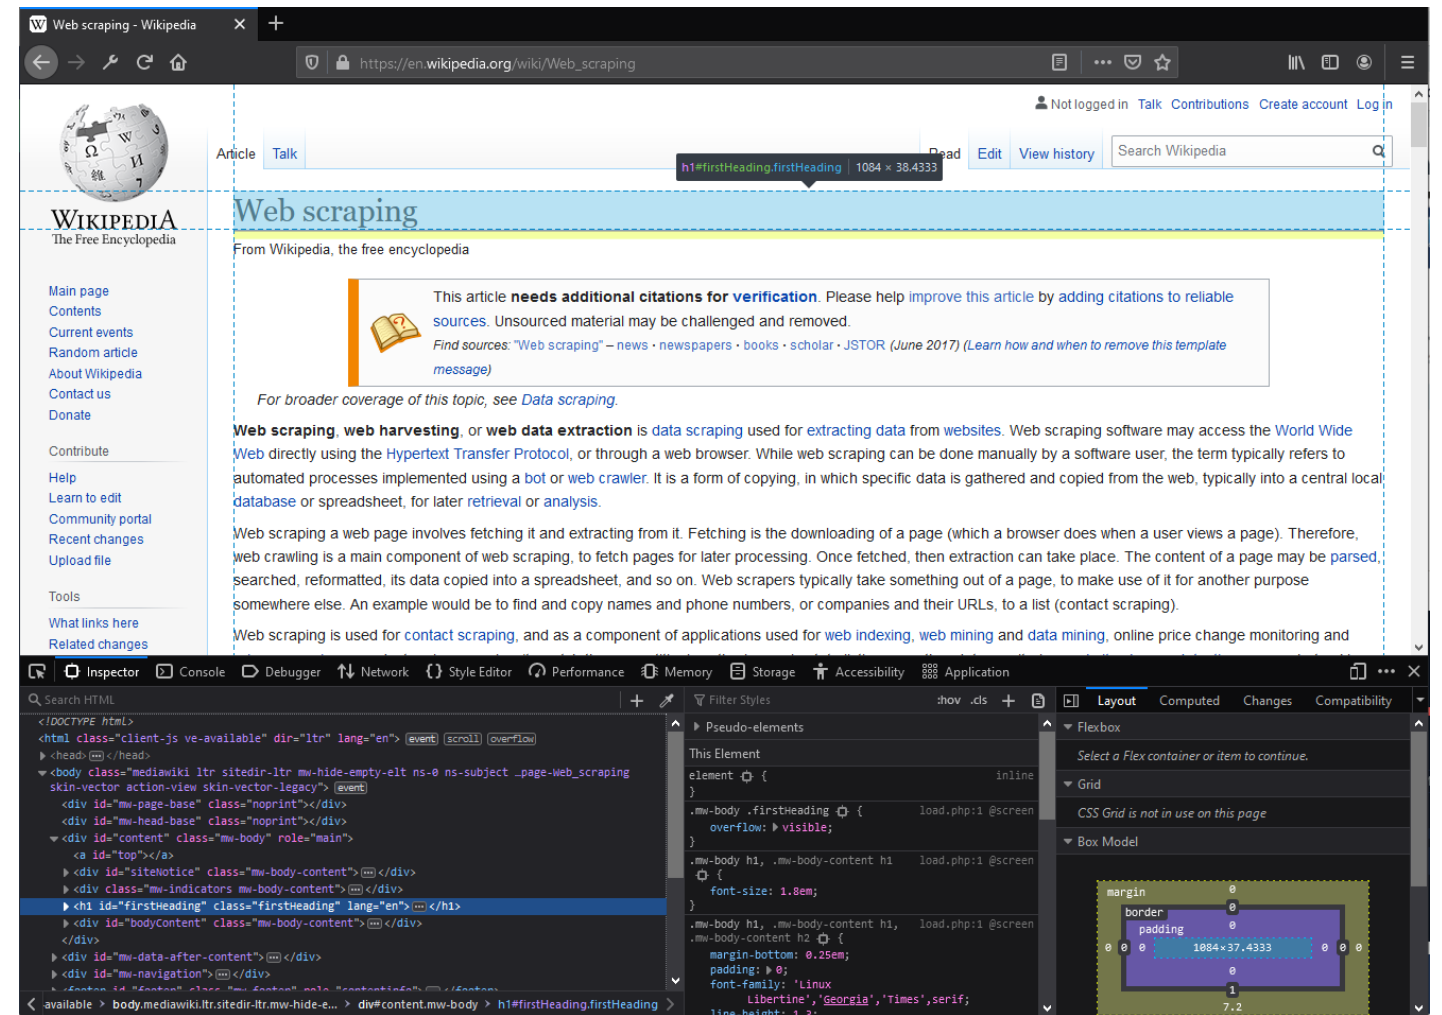 Web scraping - Wikipedia
https://en.wikipedia.org/wiki/Web_scraping
Not logged in Talk Contributions Create account Log in
Article Talk
Read Edit View history Search Wikipedia
h1#firstHeading.firstHeading 1084 × 38.4333
WIKIPEDIA
The Free Encyclopedia
Main page
Contents
Current events
Random article
About Wikipedia
Contact us
Donate
Contribute
Help
Learn to edit
Community portal
Recent changes
Upload file
Tools
What links here
Related changes
Web scraping
From Wikipedia, the free encyclopedia
This article needs additional citations for verification. Please help improve this article by adding citations to reliable
sources. Unsourced material may be challenged and removed.
Find sources: "Web scraping" – news · newspapers · books · scholar · JSTOR (June 2017) (Learn how and when to remove this template
message)
For broader coverage of this topic, see Data scraping.
Web scraping, web harvesting, or web data extraction is data scraping used for extracting data from websites. Web scraping software may access the World Wide
Web directly using the Hypertext Transfer Protocol, or through a web browser. While web scraping can be done manually by a software user, the term typically refers to
automated processes implemented using a bot or web crawler. It is a form of copying, in which specific data is gathered and copied from the web, typically into a central local
database or spreadsheet, for later retrieval or analysis.
Web scraping a web page involves fetching it and extracting from it. Fetching is the downloading of a page (which a browser does when a user views a page). Therefore,
web crawling is a main component of web scraping, to fetch pages for later processing. Once fetched, then extraction can take place. The content of a page may be parsed,
searched, reformatted, its data copied into a spreadsheet, and so on. Web scrapers typically take something out of a page, to make use of it for another purpose
somewhere else. An example would be to find and copy names and phone numbers, or companies and their URLs, to a list (contact scraping).
Web scraping is used for contact scraping, and as a component of applications used for web indexing, web mining and data mining, online price change monitoring and
Inspector Console Debugger Network Style Editor Performance Memory Storage Accessibility Application
Search HTML
<!DOCTYPE html>
<html class="client-js ve-available" dir="ltr" lang="en"> event scroll overflow
<head> </head>
<body class="mediawiki ltr sitedir-ltr mw-hide-empty-elt ns-0 ns-subject …page-Web_scraping
skin-vector action-view skin-vector-legacy"> event
<div id="mw-page-base" class="noprint"></div>
<div id="mw-head-base" class="noprint"></div>
<div id="content" class="mw-body" role="main">
<a id="top"></a>
<div id="siteNotice" class="mw-body-content"> </div>
<div class="mw-indicators mw-body-content"> </div>
<h1 id="firstHeading" class="firstHeading" lang="en"> </h1>
<div id="bodyContent" class="mw-body-content"> </div>
</div>
<div id="mw-data-after-content"> </div>
<div id="mw-navigation"> </div>
<footer id="footer" class="mw-footer" role="contentinfo"> </footer>
available > body.mediawiki.ltr.sitedir-ltr.mw-hide-e… > div#content.mw-body > h1#firstHeading.firstHeading
Filter Styles :hov .cls
Pseudo-elements
This Element
element { inline
}
.mw-body .firstHeading { load.php:1 @screen
overflow: visible;
}
.mw-body h1, .mw-body-content h1 load.php:1 @screen
{
font-size: 1.8em;
}
.mw-body h1, .mw-body-content h1, load.php:1 @screen
.mw-body-content h2 {
margin-bottom: 0.25em;
padding: 0;
font-family: 'Linux
Libertine','Georgia','Times',serif;
line-height: 1.3;
Layout Computed Changes Compatibility
Flexbox
Select a Flex container or item to continue.
Grid
CSS Grid is not in use on this page
Box Model
margin 0
border 0
padding 0
0 0 0 1084×37.4333 0 0 0
0
1
7.2